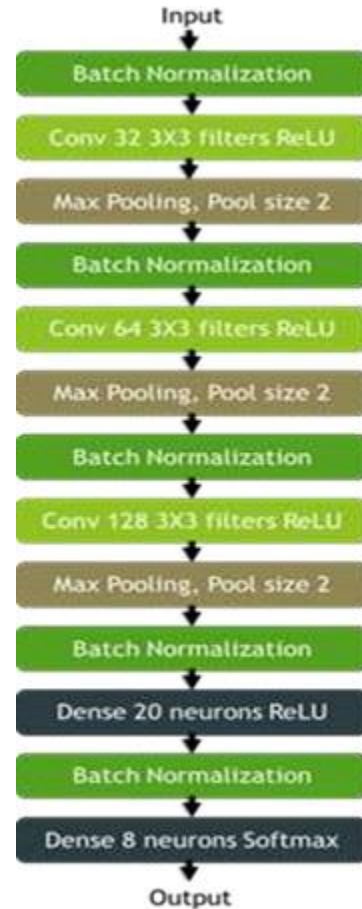 Input
Batch Normalization
Conv 32 3X3 filters ReLU
Max Pooling, Pool size 2
Batch Normalization
Conv 64 3X3 filters ReLU
Max Pooling, Pool size 2
Batch Normalization
Conv 128 3X3 filters ReLU
Max Pooling, Pool size 2
Batch Normalization
Dense 20 neurons ReLU
Batch Normalization
Dense 8 neurons Softmax
Output